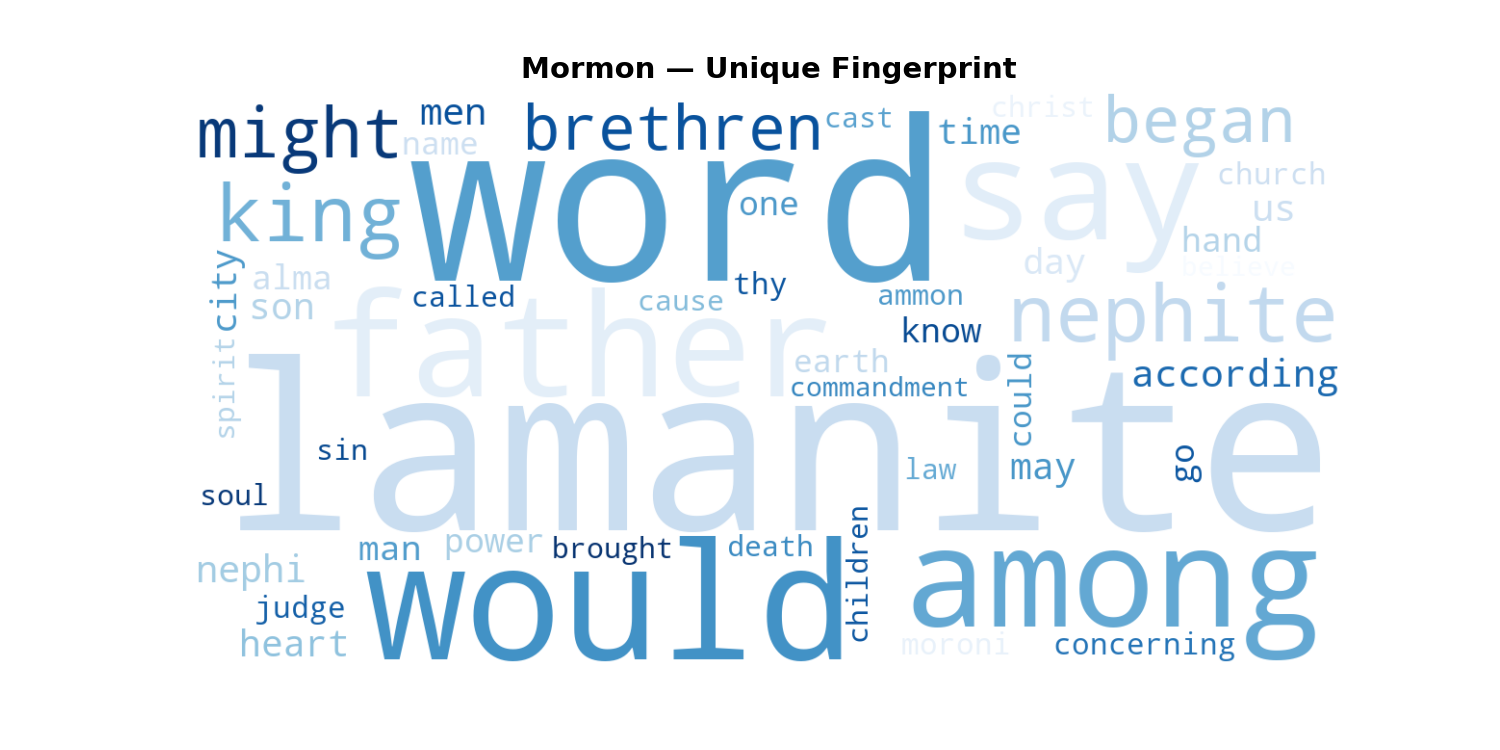 Mormon — Unique Fingerprint
might
men
name
brethren
cast
time
christ
began
king
word
one
say
church
us
hand
day
believe
city
alma
son
called
cause
thy
ammon
know
nephite
spirit
father
earth
commandment
could
according
lamanite
sin
soul
law
may
go
nephi
man
power
brought
death
children
among
judge
heart
would
moroni
concerning